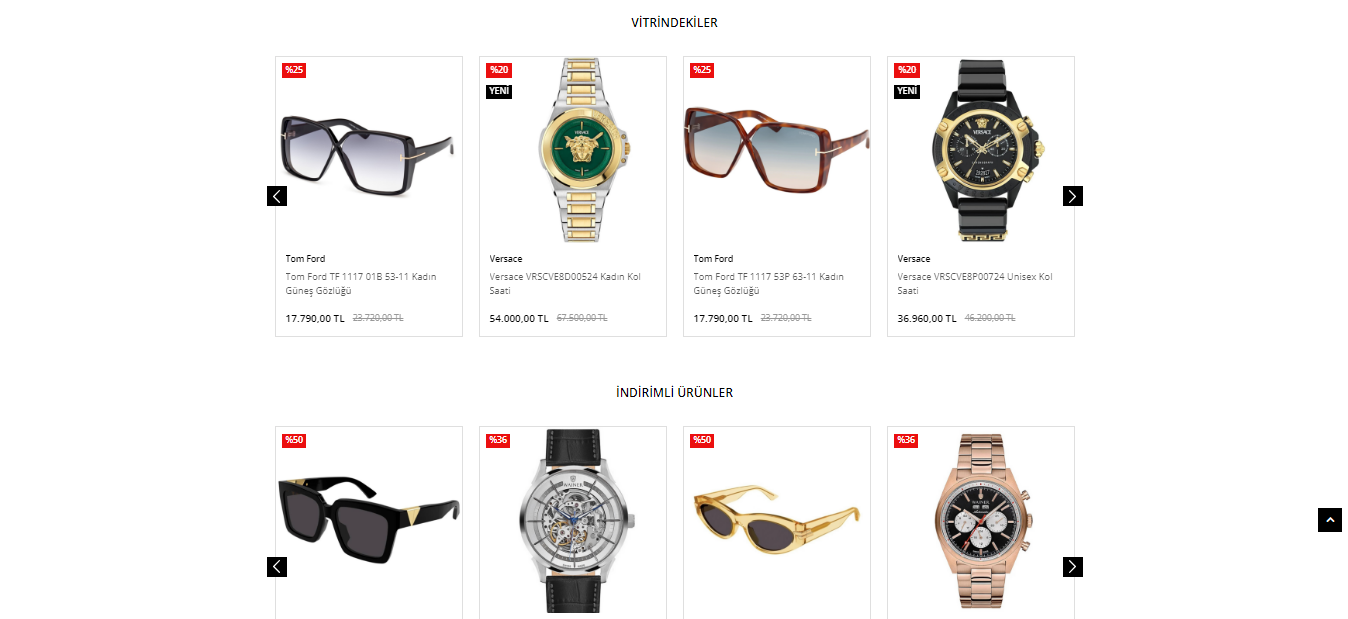 VİTRİNDEKİLER
%25
%20
YENİ
VERSACE
%25
%20
YENİ
VERSACE
Tom Ford
Tom Ford TF 1117 01B 53-11 Kadın
Güneş Gözlüğü
17.790,00 TL 23.720,00 TL
Versace
Versace VRSCVE8D00524 Kadın Kol
Saati
54.000,00 TL 67.500,00 TL
Tom Ford
Tom Ford TF 1117 53P 63-11 Kadın
Güneş Gözlüğü
17.790,00 TL 23.720,00 TL
Versace
Versace VRSCVE8P00724 Unisex Kol
Saati
36.960,00 TL 46.200,00 TL
İNDİRİMLİ ÜRÜNLER
%50
%36
WAINER
%50
%36
WAINER